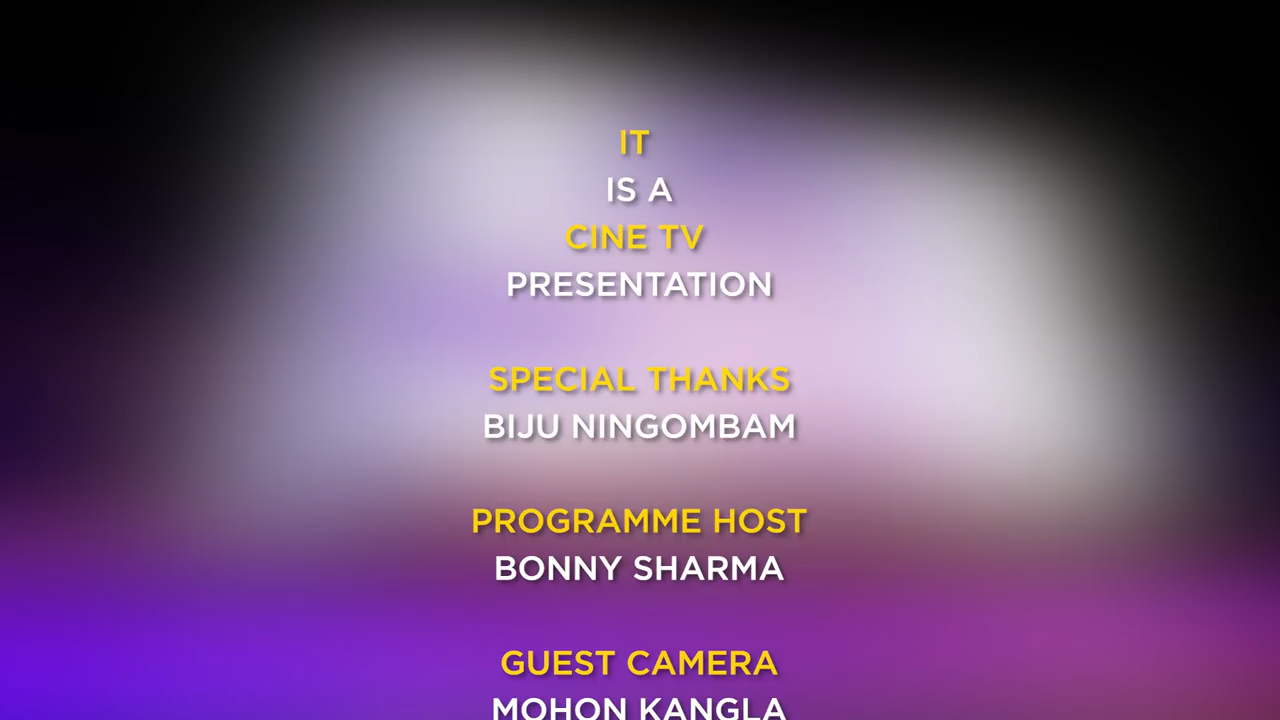 IT
IS A
CINE TV
PRESENTATION
SPECIAL THANKS
BIJU NINGOMBAM
PROGRAMME HOST
BONNY SHARMA
GUEST CAMERA
MOHON KANGLA